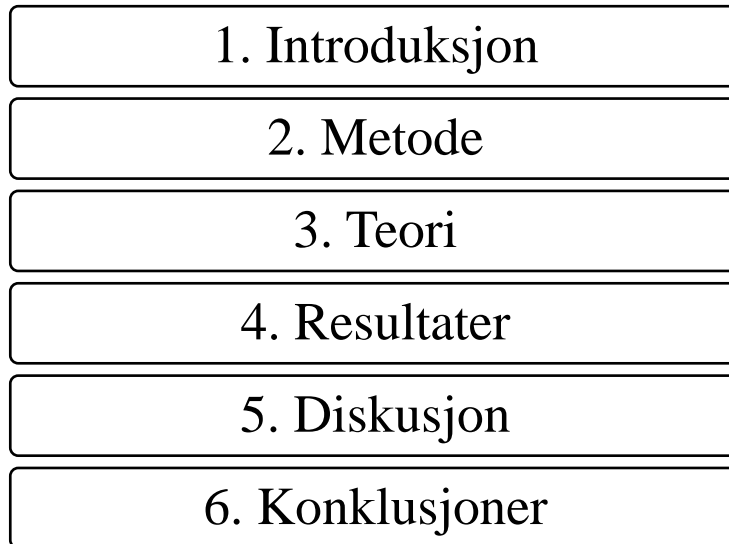 1. Introduksjon
2. Metode
3. Teori
4. Resultater
5. Diskusjon
6. Konklusjoner